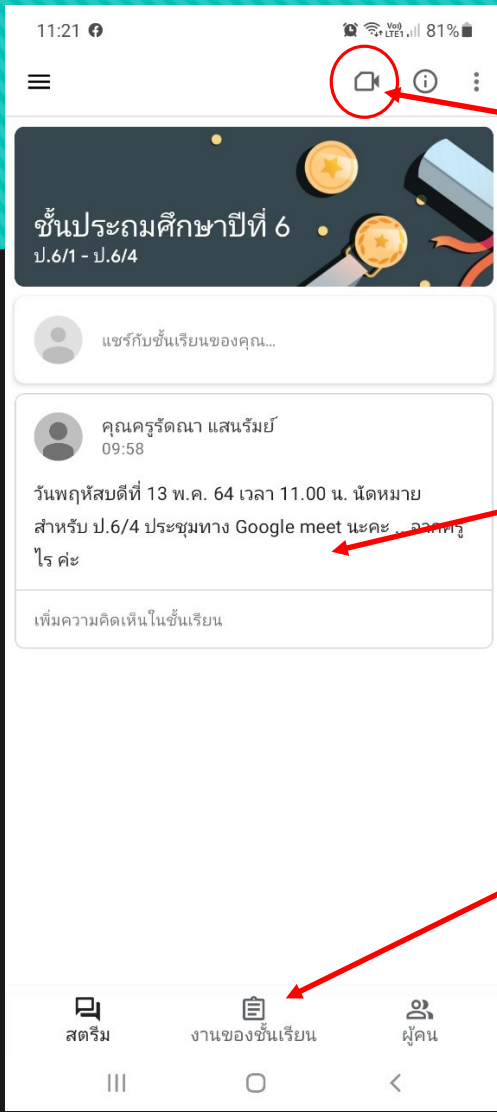 11:21
Vo))
LTE1
81%
ชั้นประถมศึกษาปีที่ 6
ป.6/1 - ป.6/4
แชร์กับชั้นเรียนของคุณ...
คุณครูรัดณา แสนรัมย์
09:58
วันพฤหัสบดีที่ 13 พ.ค. 64 เวลา 11.00 น. นัดหมาย
สำหรับ ป.6/4 ประชุมทาง Google meet นะคะ .. จากครู
ไร ค่ะ
เพิ่มความคิดเห็นในชั้นเรียน
สตรีม
งานของชั้นเรียน
ผู้คน